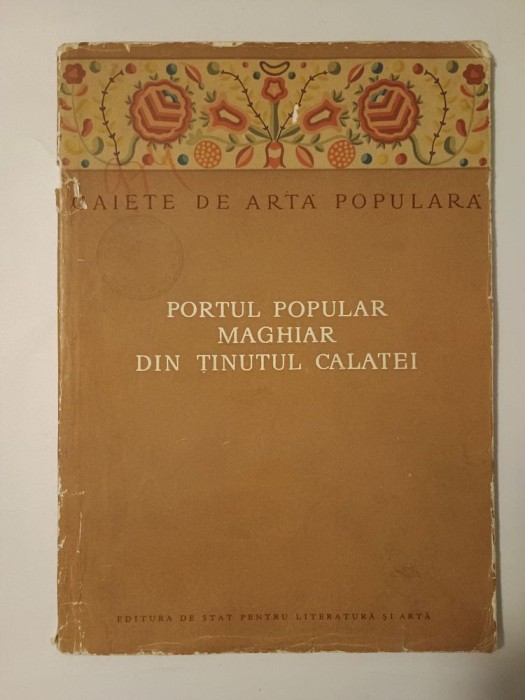 CAIETE DE ARTĂ POPULARĂ
PORTUL POPULAR
MAGHIAR
DIN ȚINUTUL CALATEI
EDITURA DE STAT PENTRU LITERATURĂ ȘI ARTĂ